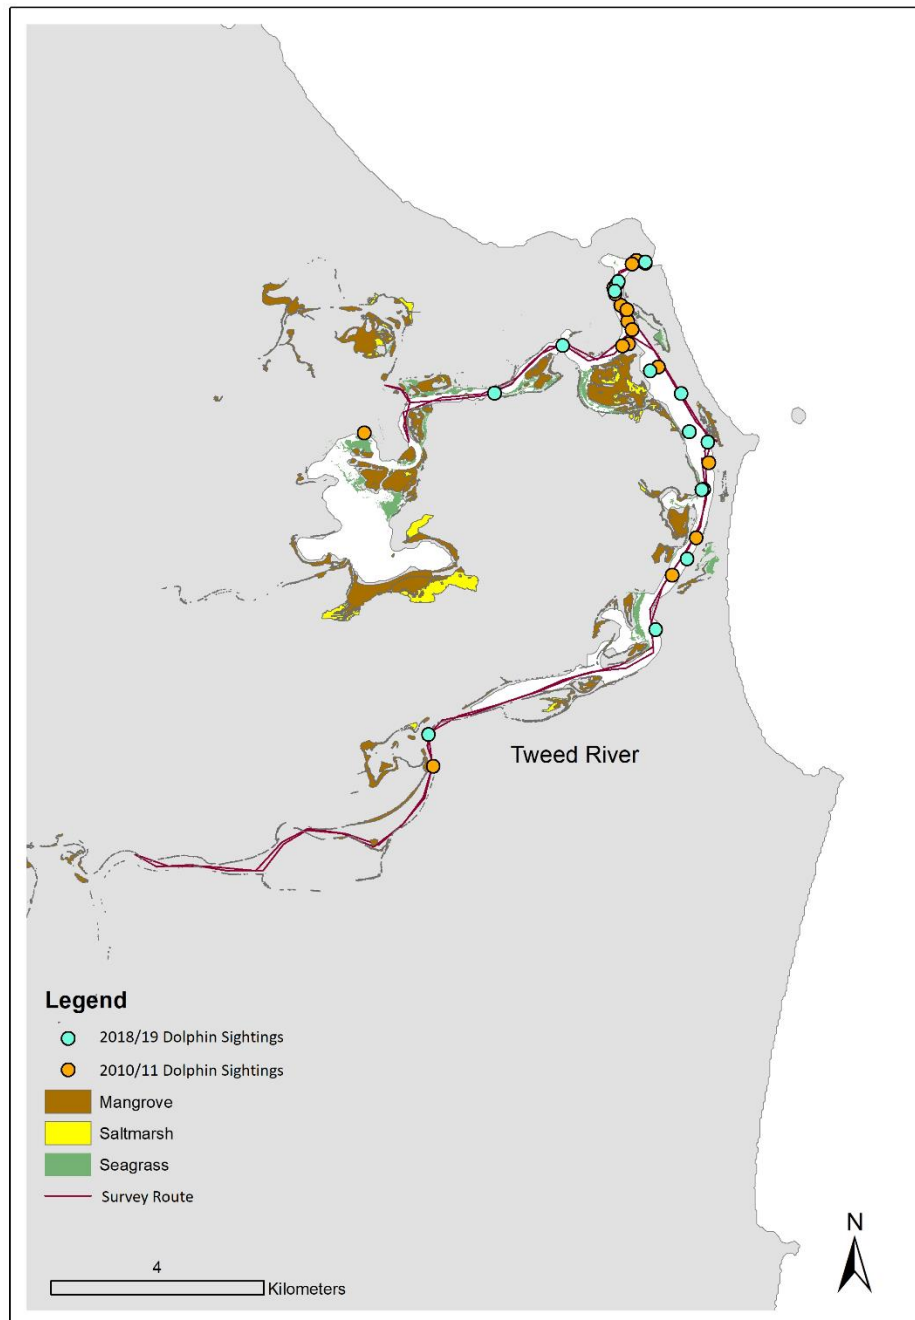 Tweed River
Legend
2018/19 Dolphin Sightings
2010/11 Dolphin Sightings
Mangrove
Saltmarsh
Seagrass
Survey Route
N
4
Kilometers